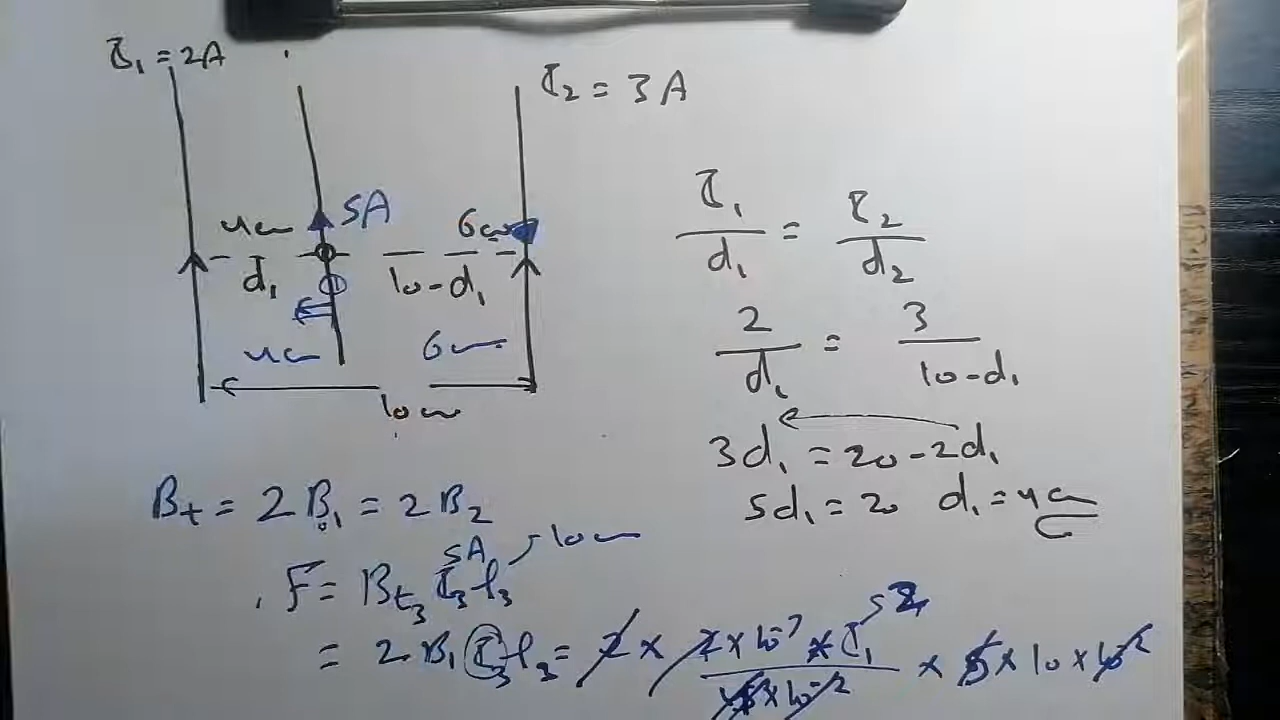 I₁ = 2A
I₂ = 3A
5A
4cm
6cm
d₁
10-d₁
4cm
6cm
10cm
I₁/d₁ = I₂/d₂
2/d₁ = 3/(10-d₁)
3d₁ = 20-2d₁
5d₁ = 20 d₁ = 4cm
Bt = 2B₁ = 2B₂
5A 10cm
F = Bt₃ I₃ l₃
= 2B₁ I₃ l₃ = 2 × (2×10⁻⁷ × I₁)/(4×10⁻²) × 5 × 10 × 10⁻²